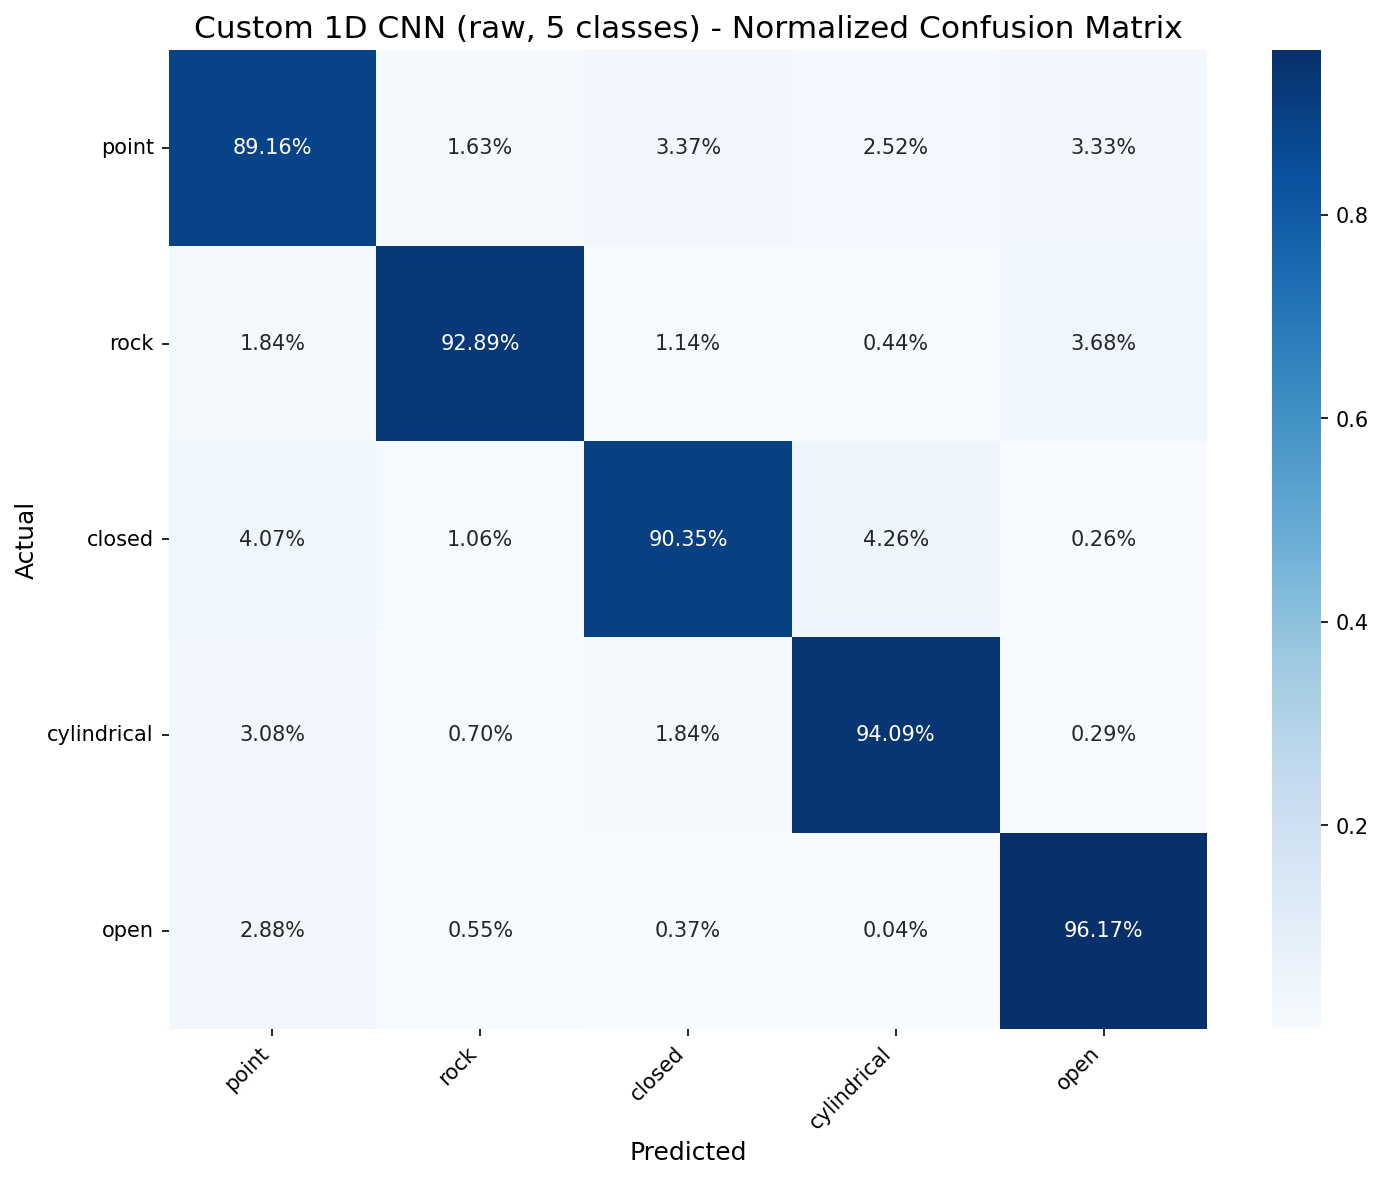 Custom 1D CNN (raw, 5 classes) - Normalized Confusion Matrix
point 89.16% 1.63% 3.37% 2.52% 3.33%
0.8
rock 1.84% 92.89% 1.14% 0.44% 3.68%
0.6
Actual
closed 4.07% 1.06% 90.35% 4.26% 0.26%
0.4
cylindrical 3.08% 0.70% 1.84% 94.09% 0.29%
0.2
open 2.88% 0.55% 0.37% 0.04% 96.17%
point rock closed cylindrical open
Predicted